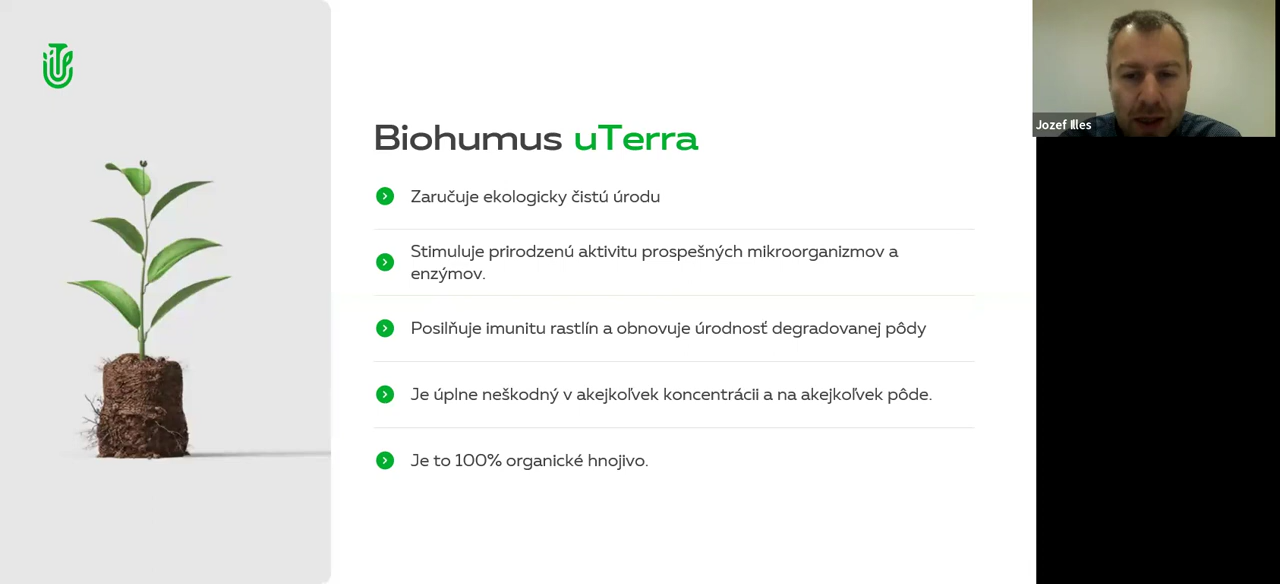 Biohumus uTerra
Zaručuje ekologicky čistú úrodu
Stimuluje prirodzenú aktivitu prospešných mikroorganizmov a
enzýmov.
Posilňuje imunitu rastlín a obnovuje úrodnosť degradovanej pôdy
Je úplne neškodný v akejkoľvek koncentrácii a na akejkoľvek pôde.
Je to 100% organické hnojivo.
Jozef Illes